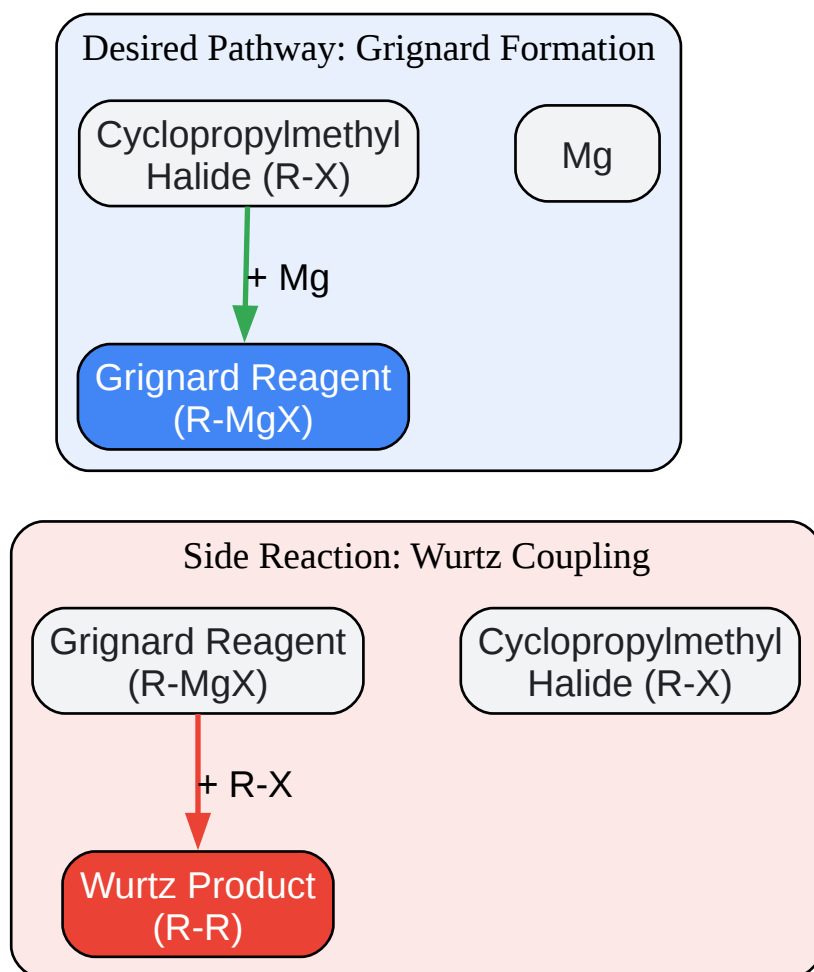 Desired Pathway: Grignard Formation
Cyclopropylmethyl
Halide (R-X)
Mg
+ Mg
Grignard Reagent
(R-MgX)
Side Reaction: Wurtz Coupling
Grignard Reagent
(R-MgX)
Cyclopropylmethyl
Halide (R-X)
+ R-X
Wurtz Product
(R-R)